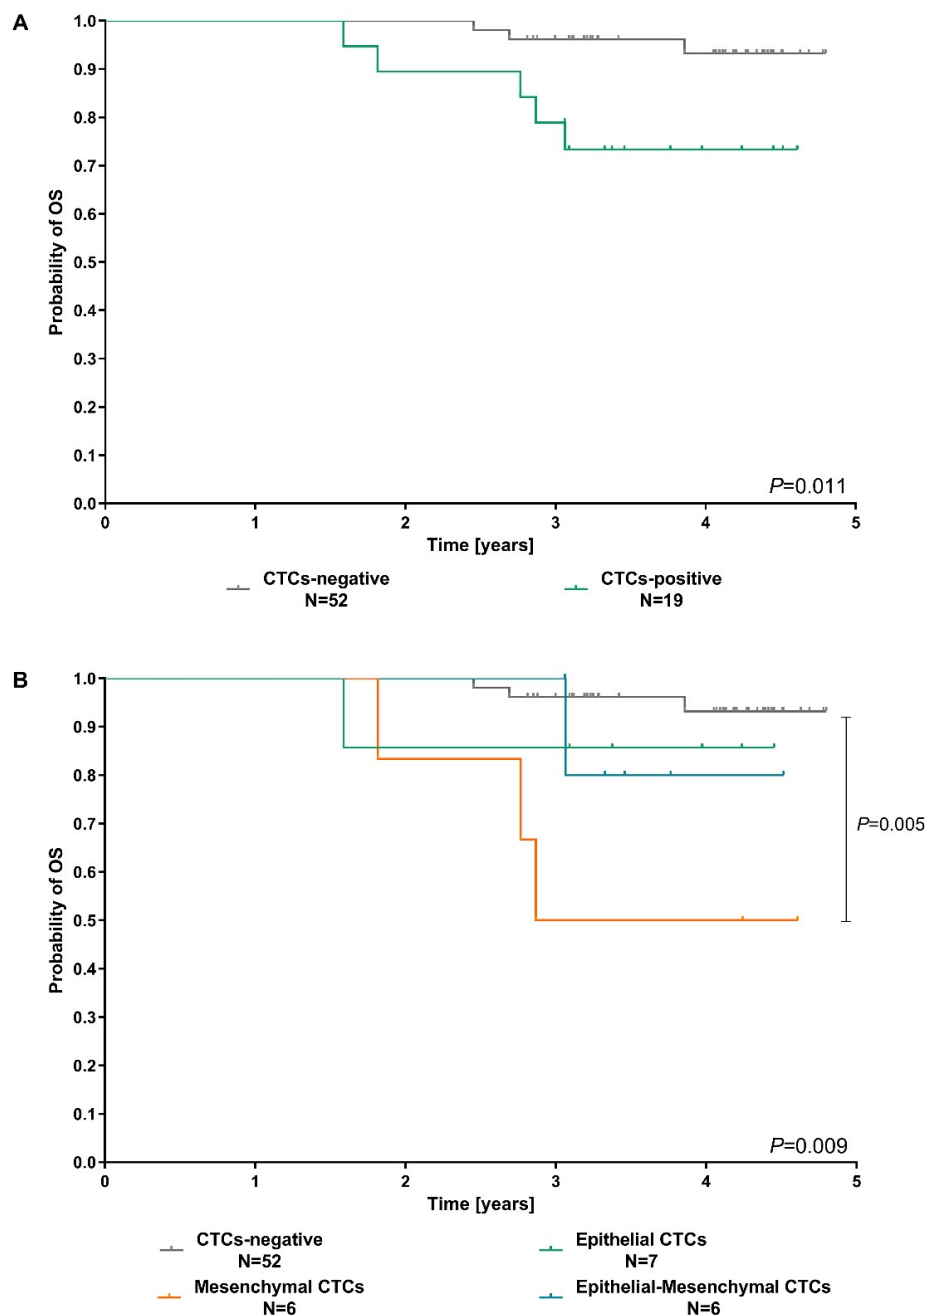 A
1.0
0.9
0.8
0.7
0.6
0.5
0.4
0.3
0.2
0.1
0.0
Probability of OS
P=0.011
0 1 2 3 4 5
Time [years]
CTCs-negative CTCs-positive
N=52 N=19
B
1.0
0.9
0.8
0.7
0.6
0.5
0.4
0.3
0.2
0.1
0.0
Probability of OS
P=0.005
P=0.009
0 1 2 3 4 5
Time [years]
CTCs-negative Epithelial CTCs
N=52 N=7
Mesenchymal CTCs Epithelial-Mesenchymal CTCs
N=6 N=6